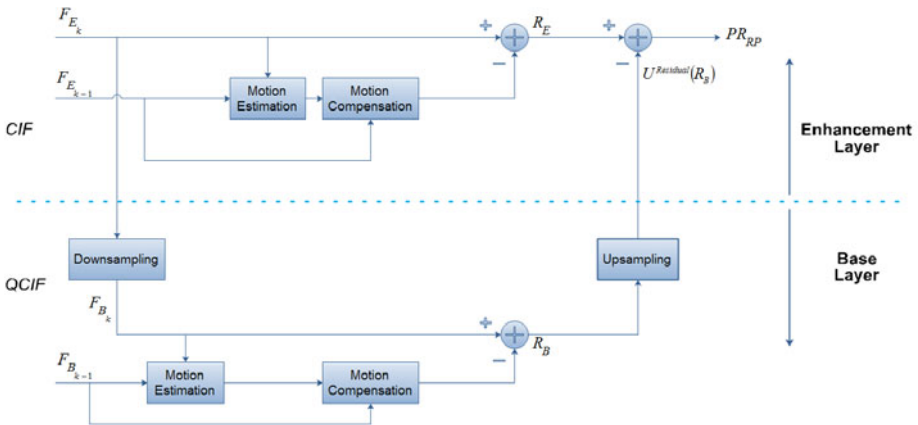 F_{E_k}
R_E
PR_{RP}
U^{Residual}(R_B)
F_{E_{k-1}}
Motion
Estimation
Motion
Compensation
CIF
Enhancement
Layer
Downsampling
Upsampling
Base
Layer
QCIF
F_{B_k}
R_B
F_{B_{k-1}}
Motion
Estimation
Motion
Compensation